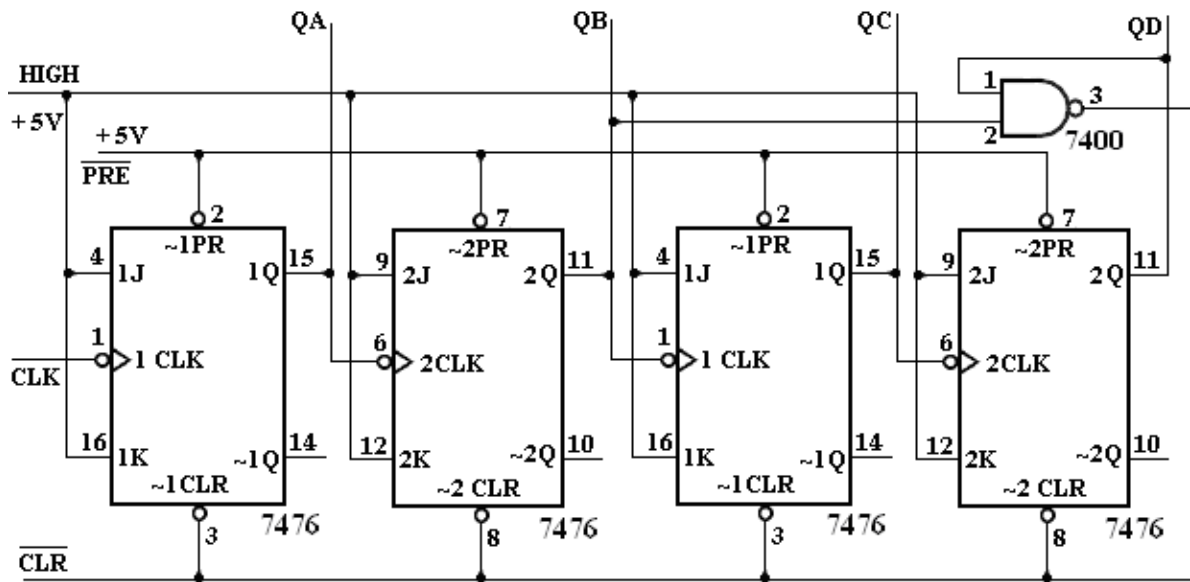 QA QB QC QD
HIGH
+5V
1 3
2 7400
+5V
PRE
2 7 2 7
~1PR ~2PR ~1PR ~2PR
4 1J 1Q 15 9 2J 2Q 11 4 1J 1Q 15 9 2J 2Q 11
1 1 CLK 6 2CLK 1 1 CLK 6 2CLK
CLK
16 1K ~1Q 14 12 2K ~2Q 10 16 1K ~1Q 14 12 2K ~2Q 10
~1CLR ~2 CLR ~1CLR ~2 CLR
3 7476 8 7476 3 7476 8 7476
CLR